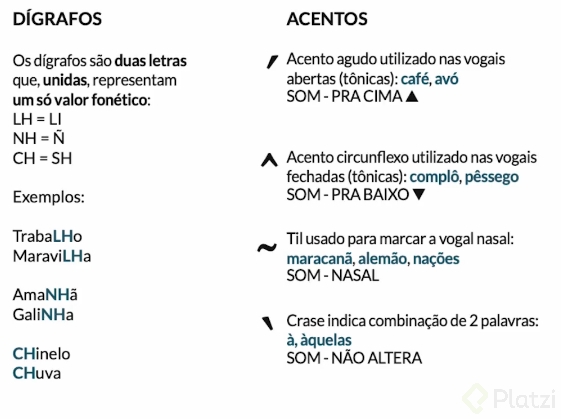 DÍGRAFOS
Os dígrafos são duas letras
que, unidas, representam
um só valor fonético:
LH = LI
NH = Ñ
CH = SH
Exemplos:
TrabaLHo
MaraviLHa
AmaNHã
GaliNHa
CHinelo
CHuva
ACENTOS
Acento agudo utilizado nas vogais
abertas (tônicas): café, avó
SOM - PRA CIMA ▲
Acento circunflexo utilizado nas vogais
fechadas (tônicas): complô, pêssego
SOM - PRA BAIXO ▼
~ Til usado para marcar a vogal nasal:
maracanã, alemão, nações
SOM - NASAL
Crase indica combinação de 2 palavras:
à, àquelas
SOM - NÃO ALTERA
Platzi